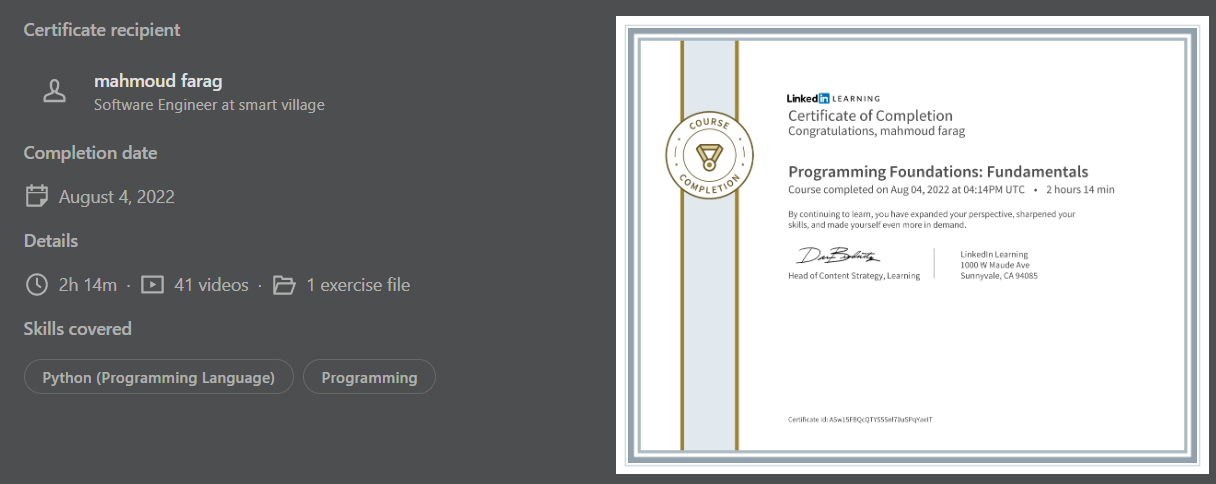 Certificate recipient
mahmoud farag
Software Engineer at smart village
Completion date
August 4, 2022
Details
2h 14m · 41 videos · 1 exercise file
Skills covered
Python (Programming Language)
Programming
COURSE
COMPLETION
Linked in LEARNING
Certificate of Completion
Congratulations, mahmoud farag
Programming Foundations: Fundamentals
Course completed on Aug 04, 2022 at 04:14PM UTC • 2 hours 14 min
By continuing to learn, you have expanded your perspective, sharpened your
skills, and made yourself even more in demand.
Head of Content Strategy, Learning
LinkedIn Learning
1000 W Maude Ave
Sunnyvale, CA 94085
Certificate Id: